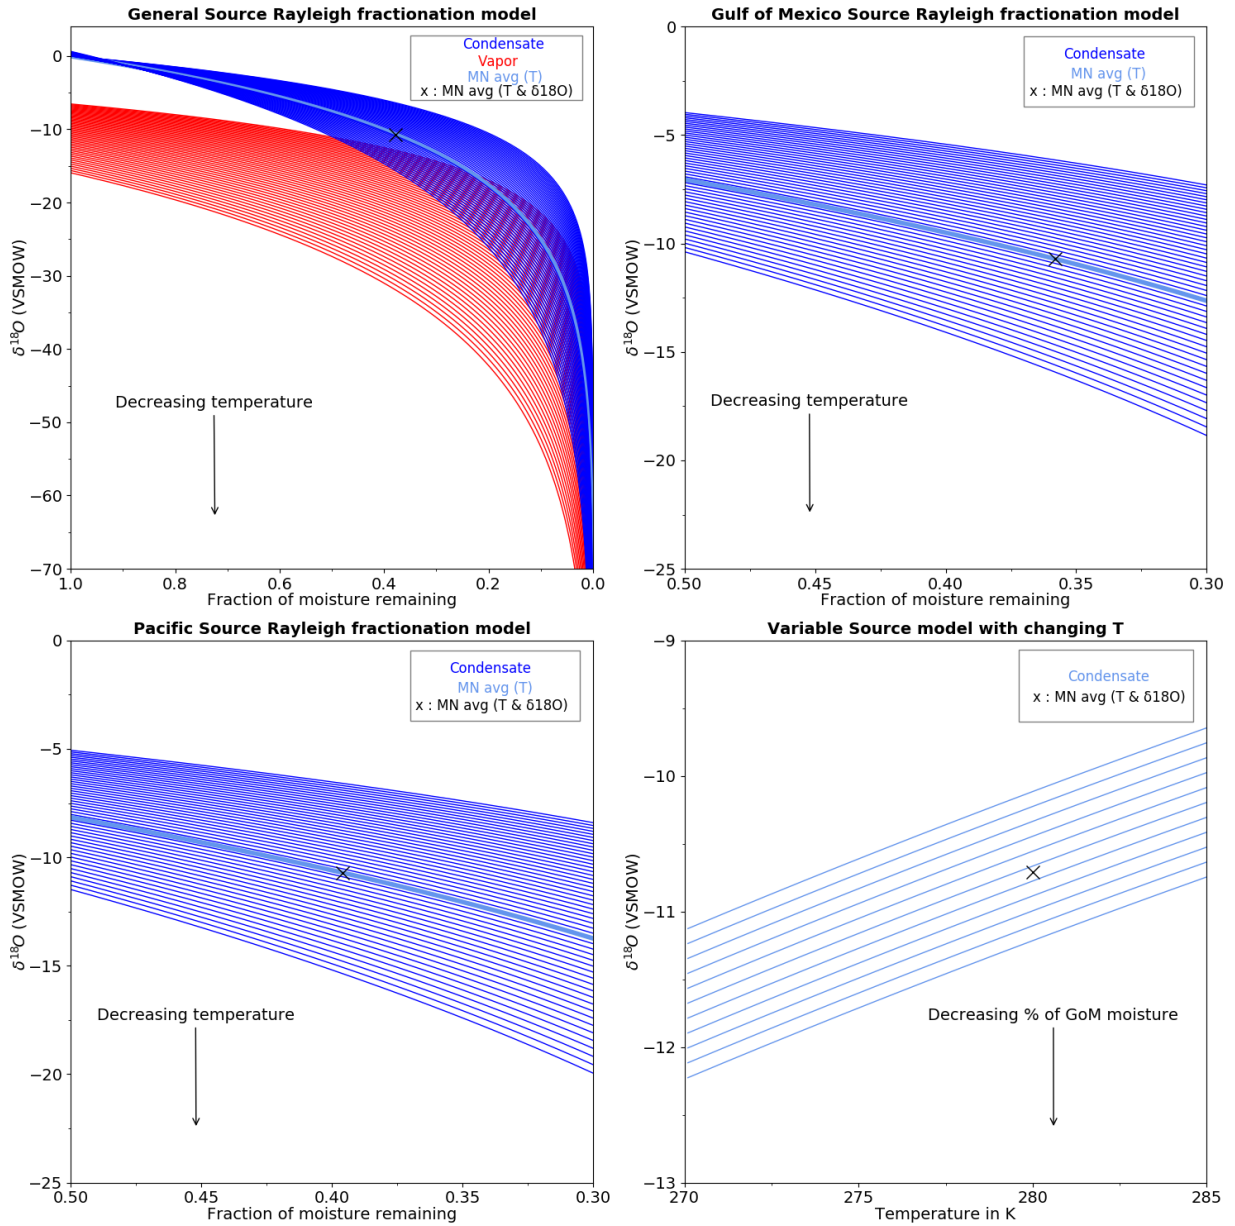 General Source Rayleigh fractionation model
Condensate
Vapor
MN avg (T)
x : MN avg (T & δ18O)
0
−10
−20
−30
−40
−50
−60
−70
δ¹⁸O (VSMOW)
Decreasing temperature
1.0
0.8
0.6
0.4
0.2
0.0
Fraction of moisture remaining
Gulf of Mexico Source Rayleigh fractionation model
Condensate
MN avg (T)
x : MN avg (T & δ18O)
0
−5
−10
−15
−20
−25
δ¹⁸O (VSMOW)
Decreasing temperature
0.50
0.45
0.40
0.35
0.30
Fraction of moisture remaining
Pacific Source Rayleigh fractionation model
Condensate
MN avg (T)
x : MN avg (T & δ18O)
0
−5
−10
−15
−20
−25
δ¹⁸O (VSMOW)
Decreasing temperature
0.50
0.45
0.40
0.35
0.30
Fraction of moisture remaining
Variable Source model with changing T
Condensate
x : MN avg (T & δ18O)
−9
−10
−11
−12
−13
δ¹⁸O (VSMOW)
Decreasing % of GoM moisture
270
275
280
285
Temperature in K